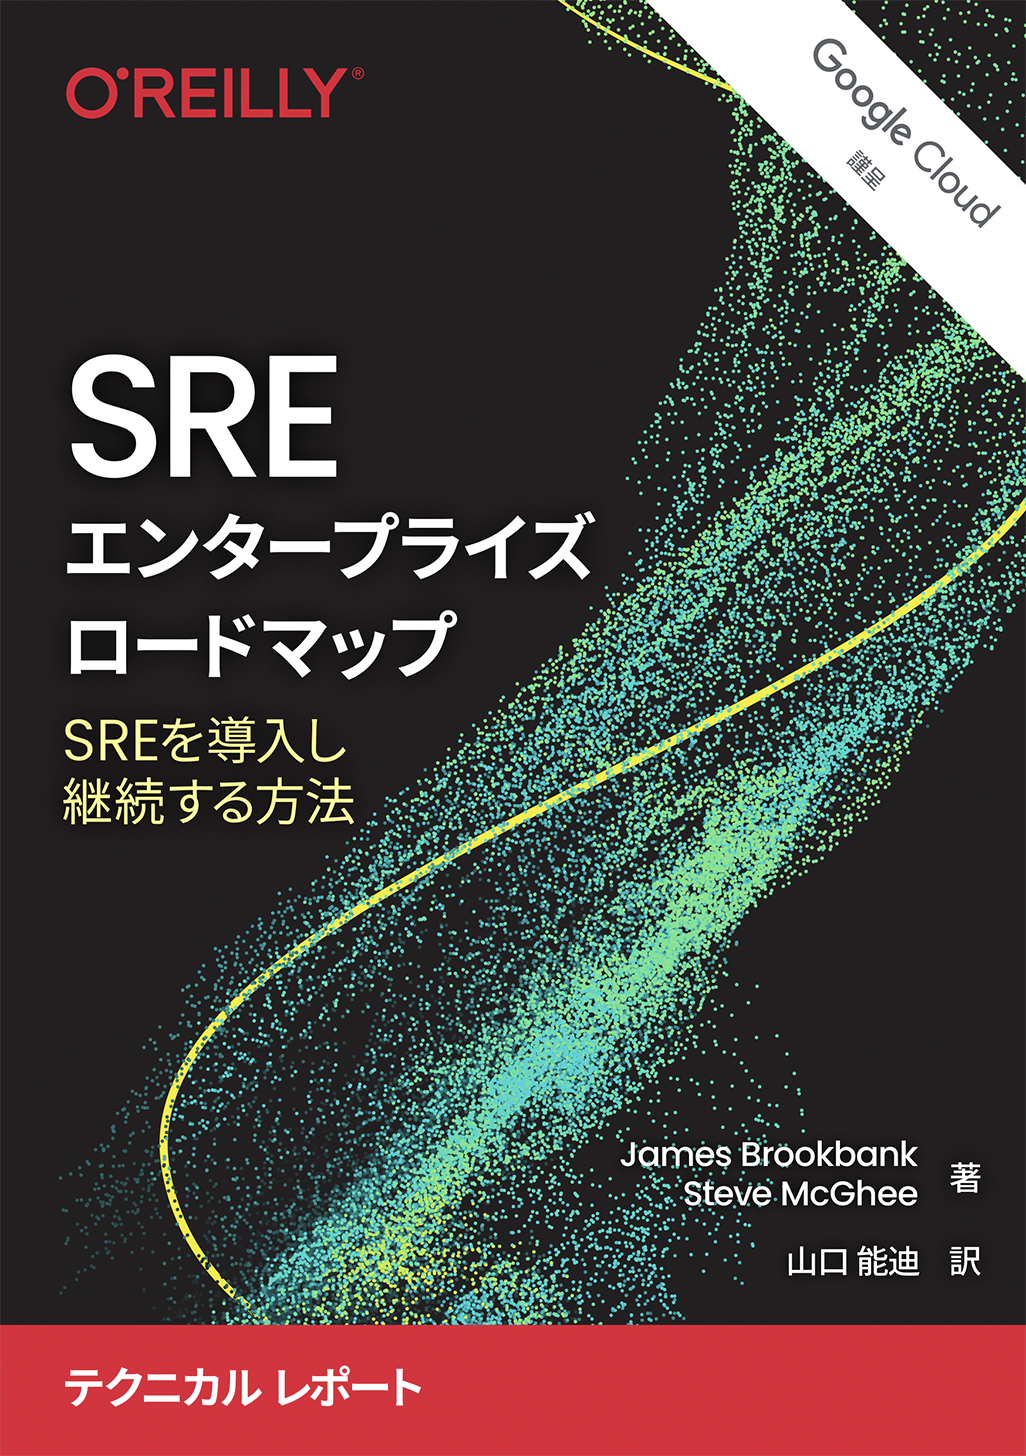 O'REILLY®
Google Cloud
謹呈
SRE
エンタープライズ
ロードマップ
SREを導入し
継続する方法
James Brookbank
Steve McGhee
著
山口 能迪 訳
テクニカル レポート